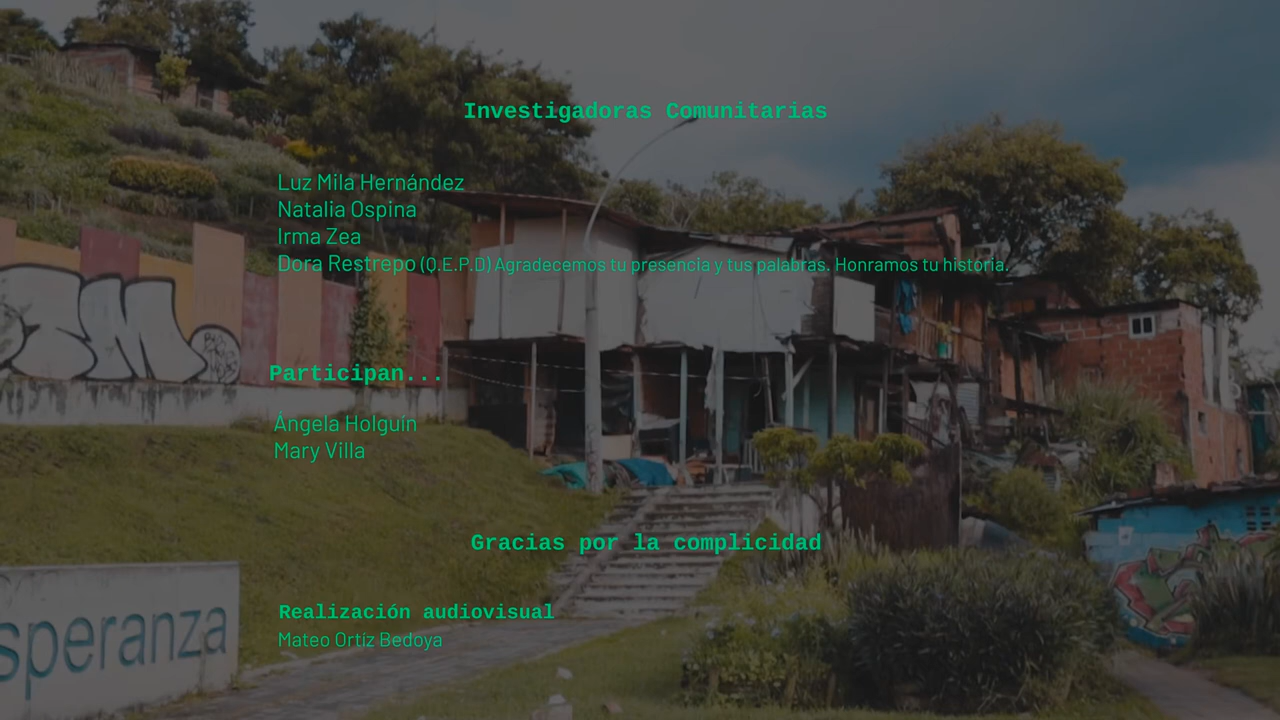 Investigadoras Comunitarias
Luz Mila Hernández
Natalia Ospina
Irma Zea
Dora Restrepo (Q.E.P.D) Agradecemos tu presencia y tus palabras. Honramos tu historia.
Participan...
Ángela Holguín
Mary Villa
Gracias por la complicidad
Realización audiovisual
Mateo Ortíz Bedoya
speranza